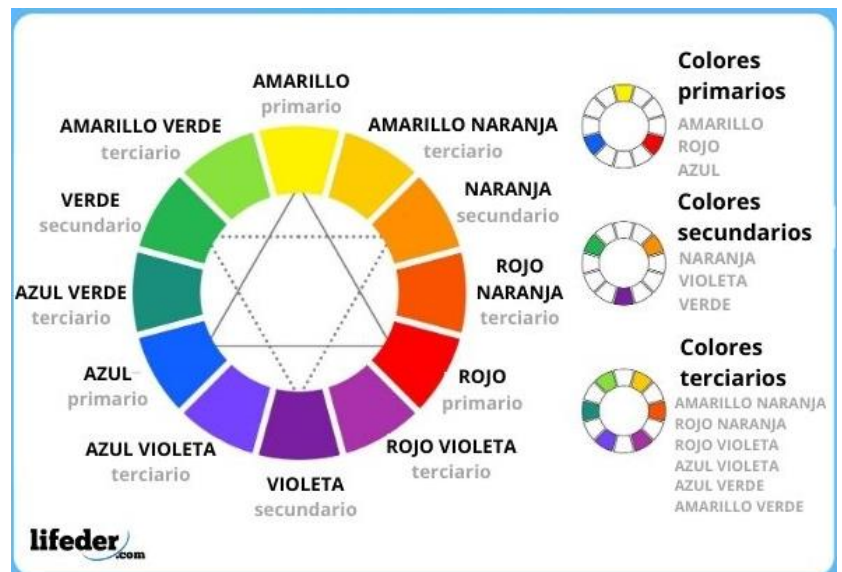 AMARILLO
primario
AMARILLO VERDE
terciario
AMARILLO NARANJA
terciario
VERDE
secundario
NARANJA
secundario
AZUL VERDE
terciario
ROJO
NARANJA
terciario
AZUL
primario
ROJO
primario
AZUL VIOLETA
terciario
ROJO VIOLETA
terciario
VIOLETA
secundario
Colores
primarios
AMARILLO
ROJO
AZUL
Colores
secundarios
NARANJA
VIOLETA
VERDE
Colores
terciarios
AMARILLO NARANJA
ROJO NARANJA
ROJO VIOLETA
AZUL VIOLETA
AZUL VERDE
AMARILLO VERDE
lifeder.com